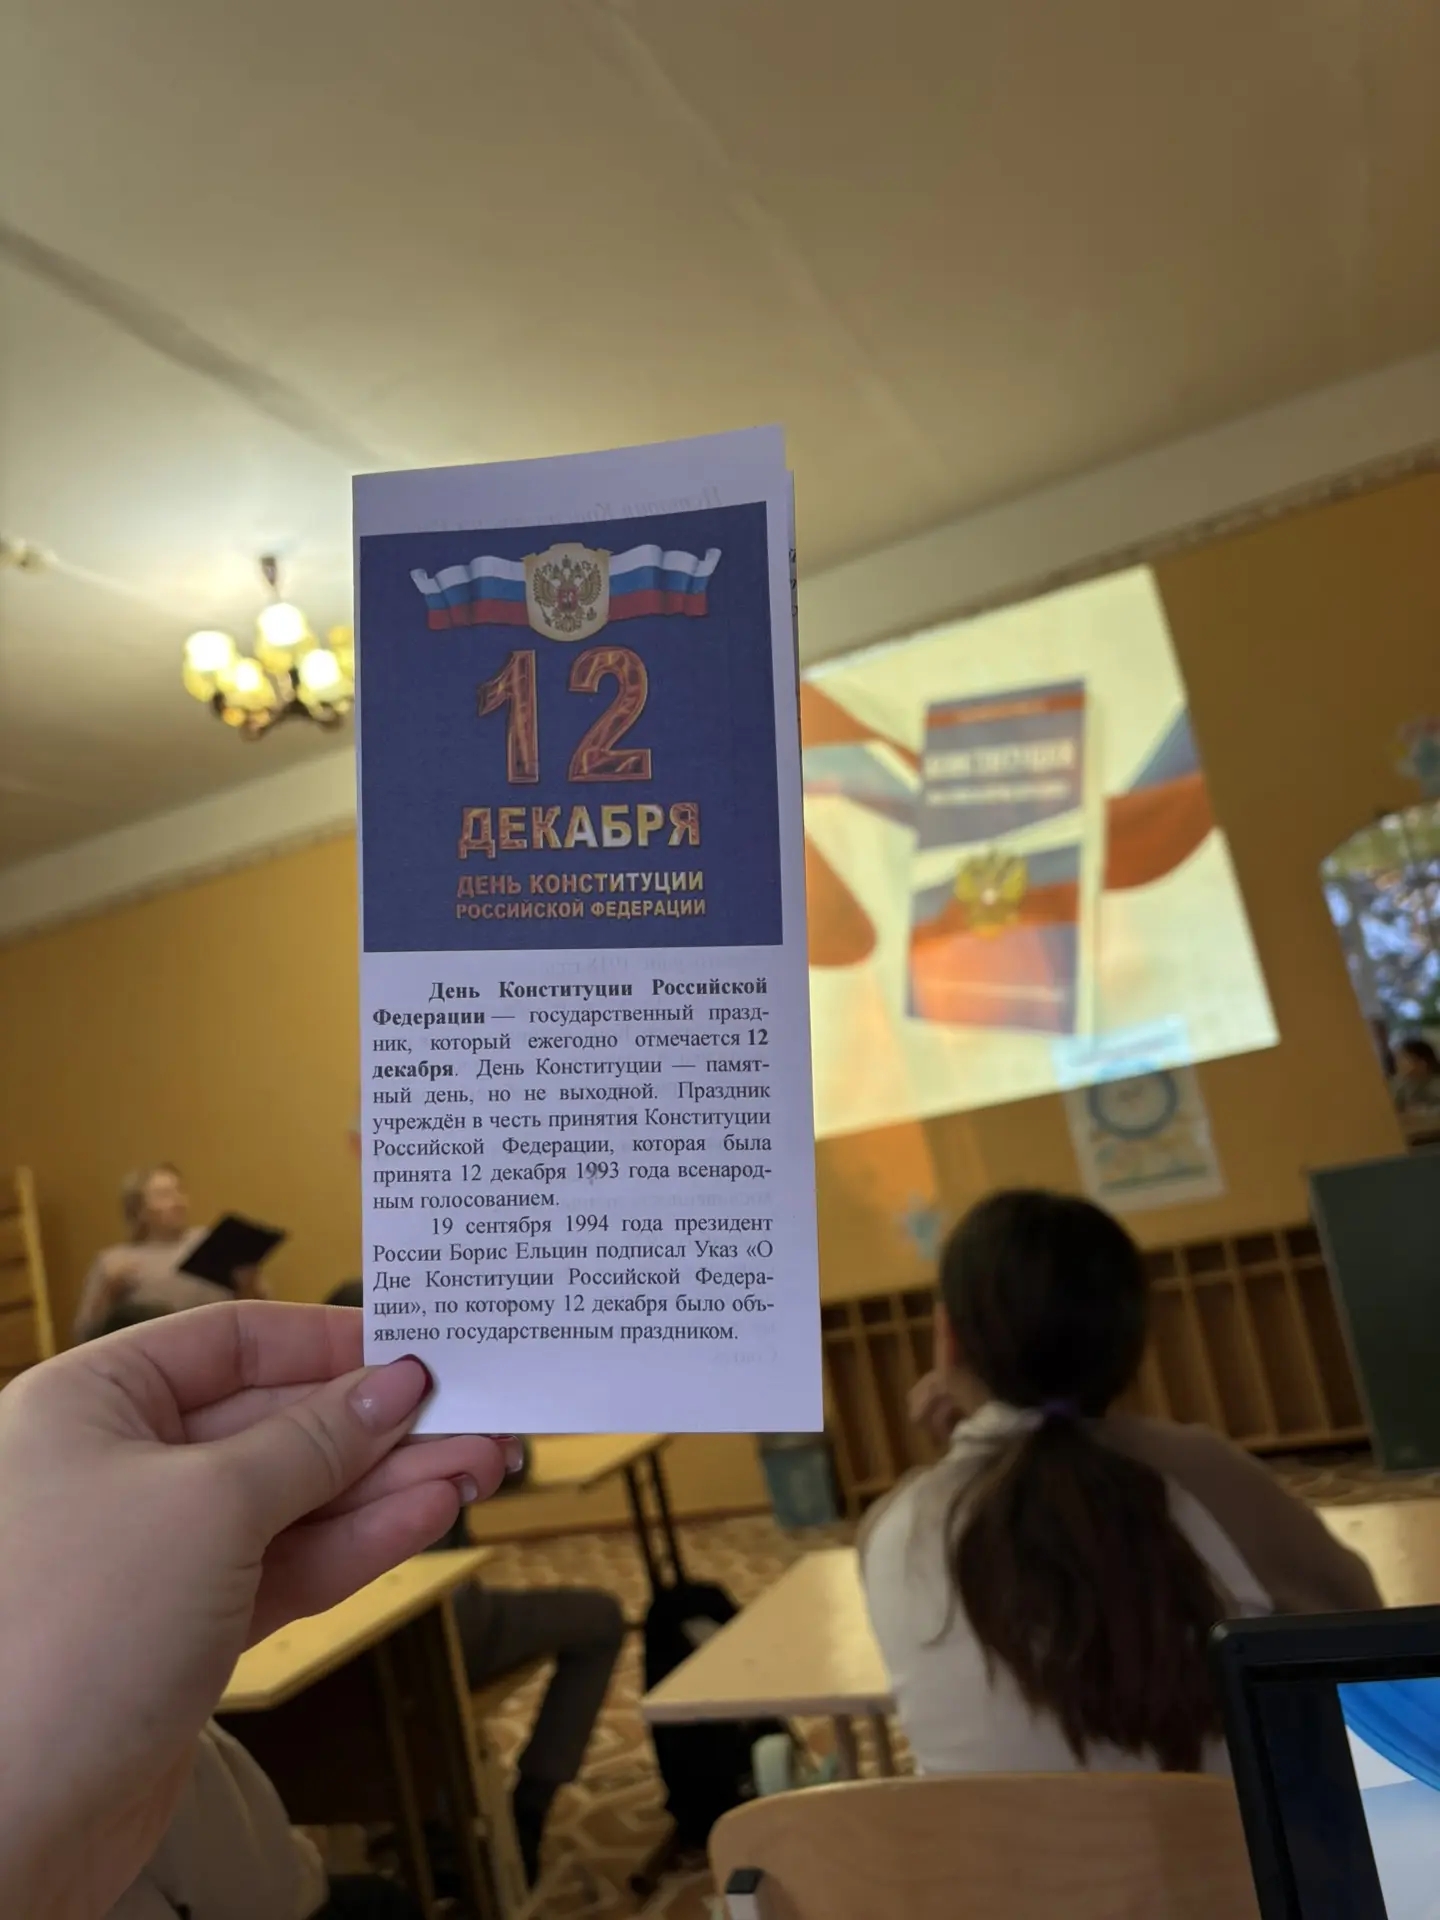 12
ДЕКАБРЯ
ДЕНЬ КОНСТИТУЦИИ
РОССИЙСКОЙ ФЕДЕРАЦИИ
День Конституции Российской
Федерации — государственный празд-
ник, который ежегодно отмечается 12
декабря. День Конституции — памят-
ный день, но не выходной. Праздник
учреждён в честь принятия Конституции
Российской Федерации, которая была
принята 12 декабря 1993 года всенарод-
ным голосованием.
19 сентября 1994 года президент
России Борис Ельцин подписал Указ «О
Дне Конституции Российской Федера-
ции», по которому 12 декабря было объ-
явлено государственным праздником.
КОНСТИТУЦИЯ